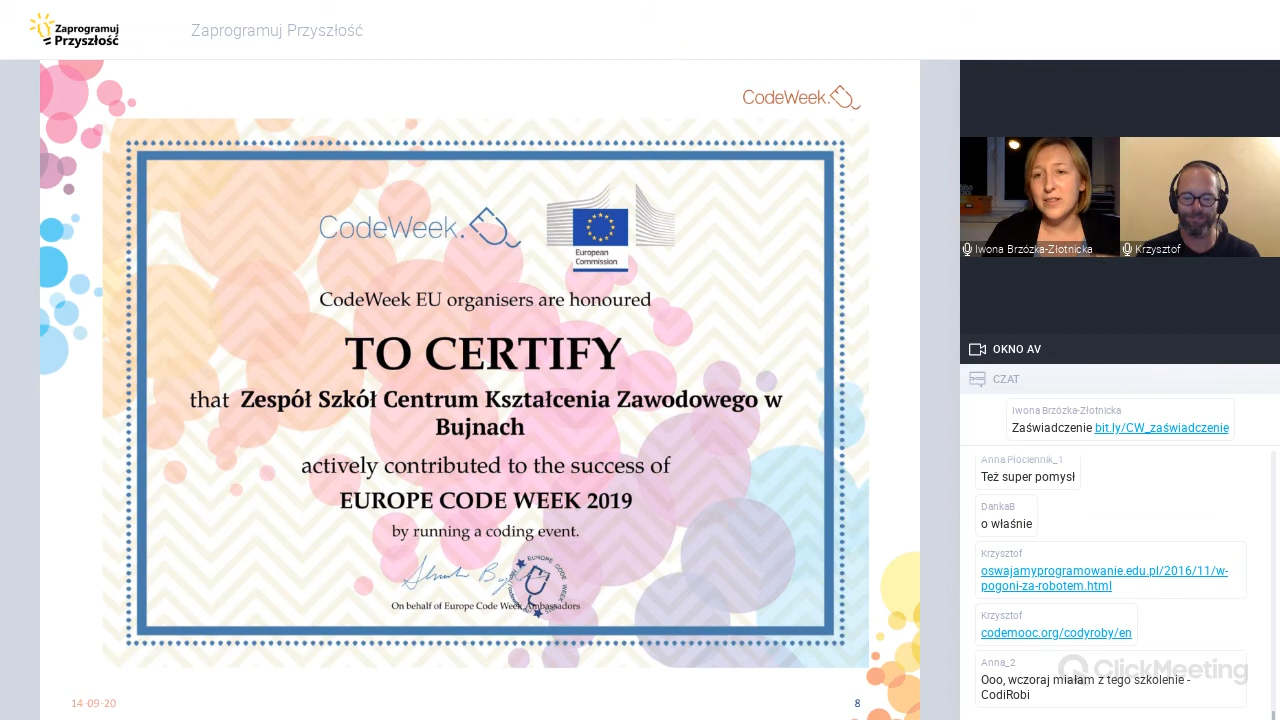 Zaprogramuj
Przyszłość
Zaprogramuj Przyszłość
CodeWeek.
CodeWeek.
European
Commission
CodeWeek EU organisers are honoured
TO CERTIFY
that Zespół Szkół Centrum Kształcenia Zawodowego w
Bujnach
actively contributed to the success of
EUROPE CODE WEEK 2019
by running a coding event.
On behalf of Europe Code Week Ambassadors
14-09-20
8
Iwona Brzózka-Złotnicka
Krzysztof
OKNO AV
CZAT
Iwona Brzózka-Złotnicka
Zaświadczenie bit.ly/CW_zaświadczenie
Anna Płóciennik_1
Też super pomysł
DankaB
o właśnie
Krzysztof
oswajamyprogramowanie.edu.pl/2016/11/w-
pogoni-za-robotem.html
Krzysztof
codemooc.org/codyroby/en
Anna_2
Ooo, wczoraj miałam z tego szkolenie -
CodiRobi
ClickMeeting